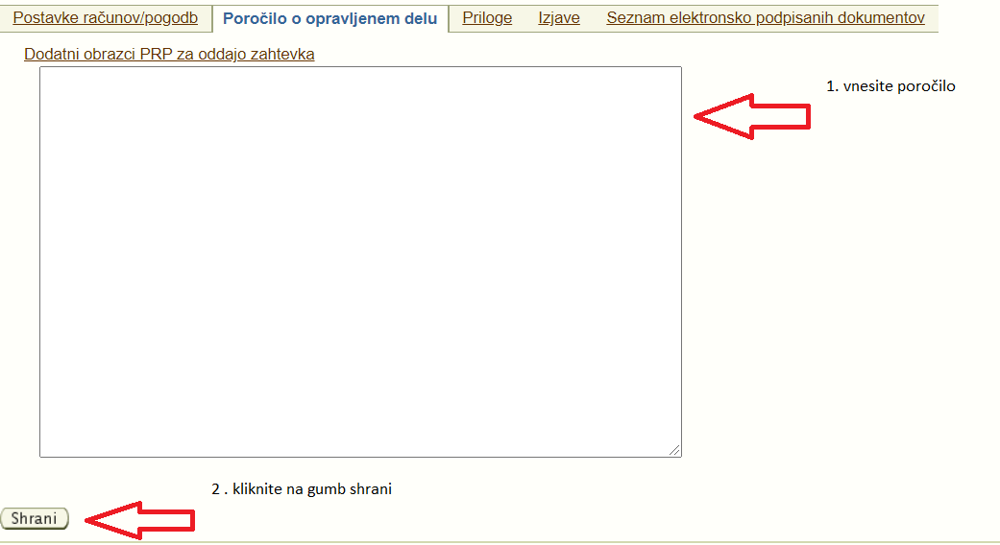 Postavke računov/pogodb Poročilo o opravljenem delu Priloge Izjave Seznam elektronsko podpisanih dokumentov
Dodatni obrazci PRP za oddajo zahtevka
1. vnesite poročilo
2 . kliknite na gumb shrani
Shrani